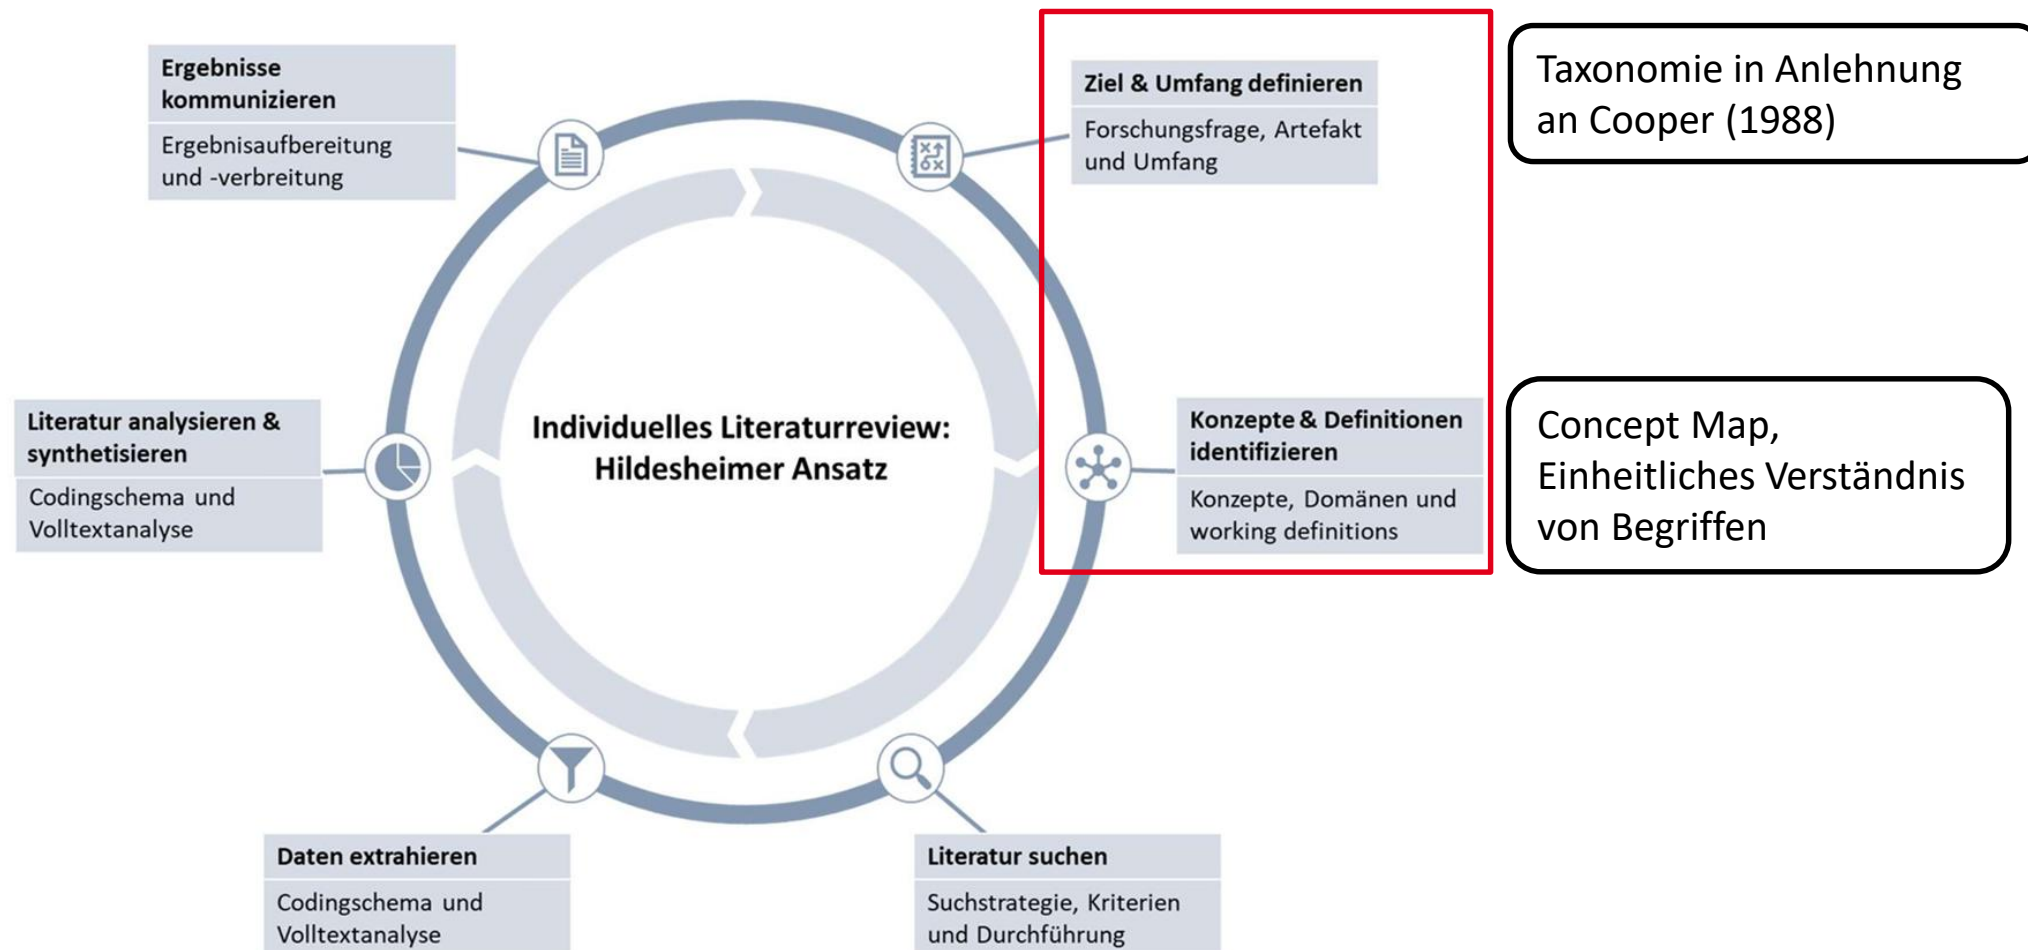 Ergebnisse
kommunizieren
Ergebnisaufbereitung
und -verbreitung
Ziel & Umfang definieren
Forschungsfrage, Artefakt
und Umfang
Taxonomie in Anlehnung
an Cooper (1988)
Literatur analysieren &
synthetisieren
Codingschema und
Volltextanalyse
Individuelles Literaturreview:
Hildesheimer Ansatz
Konzepte & Definitionen
identifizieren
Konzepte, Domänen und
working definitions
Concept Map,
Einheitliches Verständnis
von Begriffen
Daten extrahieren
Codingschema und
Volltextanalyse
Literatur suchen
Suchstrategie, Kriterien
und Durchführung